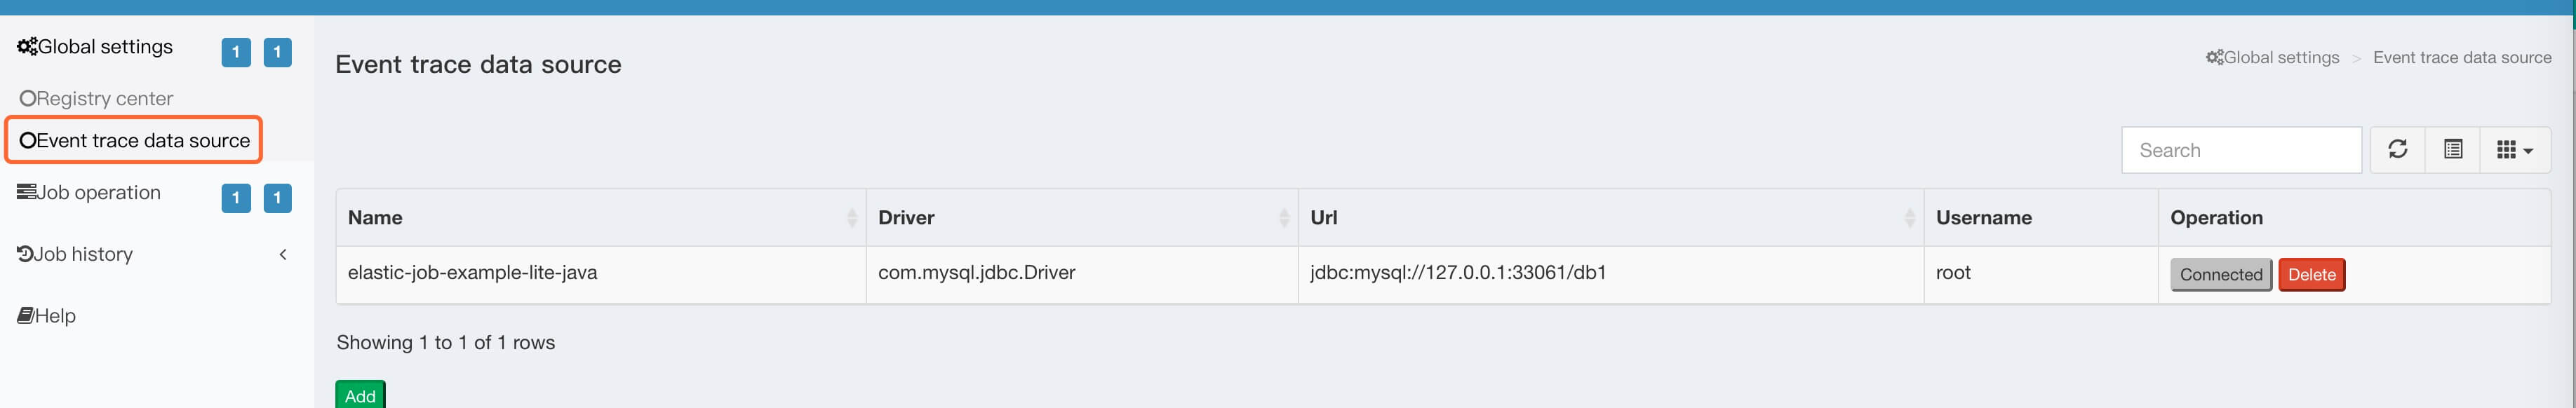 Global settings 1 1
Registry center
Event trace data source
Job operation 1 1
Job history
Help
Event trace data source
Global settings > Event trace data source
Search
Name Driver Url Username Operation
elastic-job-example-lite-java com.mysql.jdbc.Driver jdbc:mysql://127.0.0.1:33061/db1 root Connected Delete
Showing 1 to 1 of 1 rows
Add